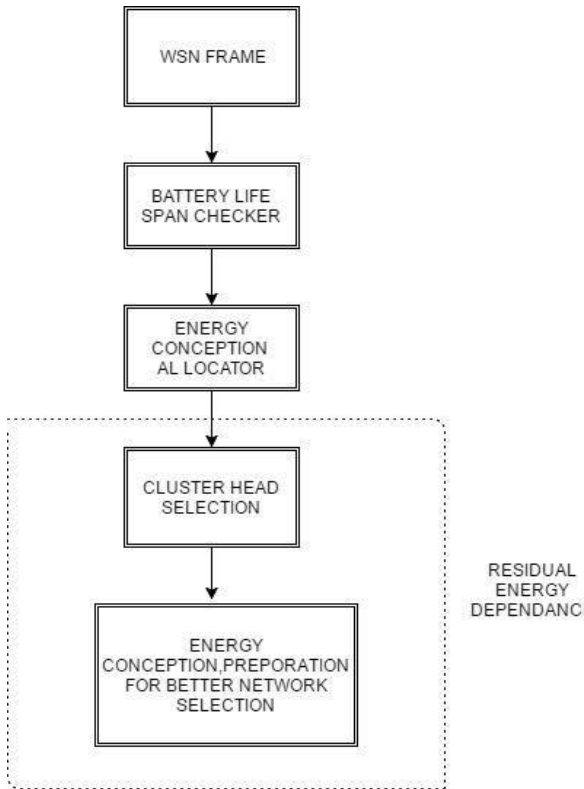 WSN FRAME
BATTERY LIFE
SPAN CHECKER
ENERGY
CONCEPTION
AL LOCATOR
CLUSTER HEAD
SELECTION
RESIDUAL
ENERGY
DEPENDANC
ENERGY
CONCEPTION,PREPORATION
FOR BETTER NETWORK
SELECTION